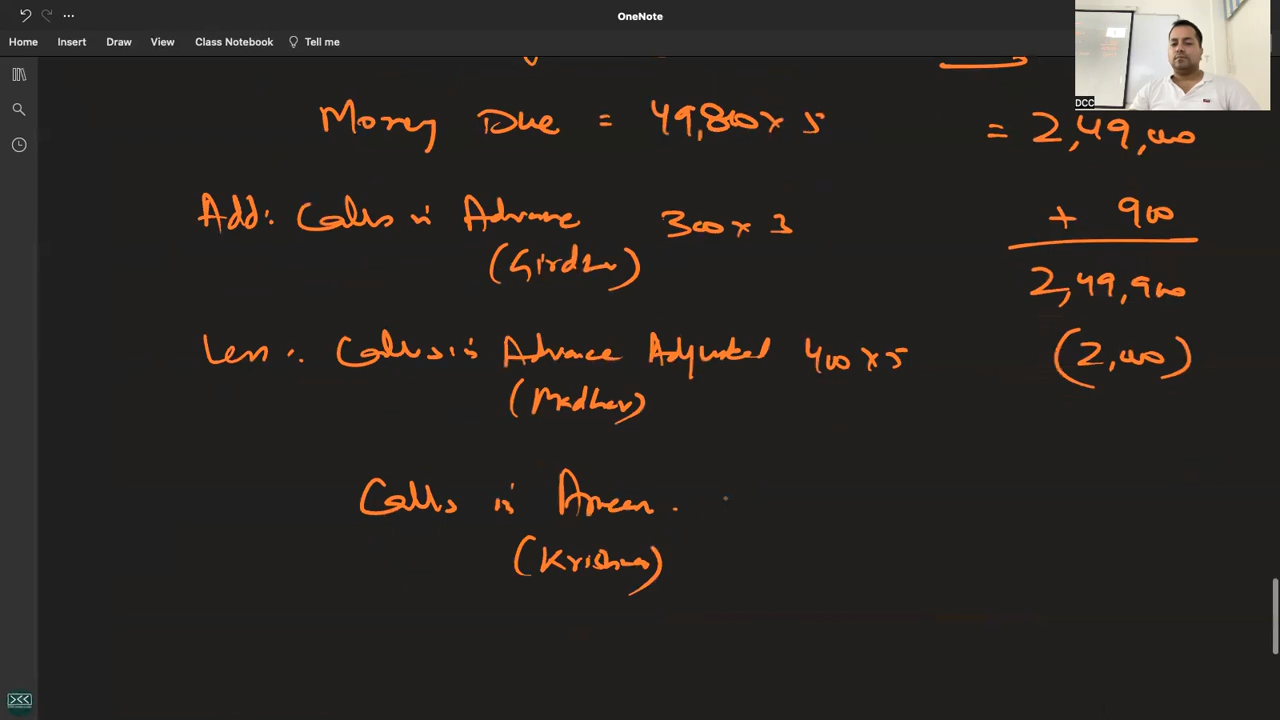 OneNote
Home Insert Draw View Class Notebook Tell me
DCC
Money Due = 49,800 x 5 = 2,49,000
Add: Calls in Advance 300 x 3 + 900
(Girdhar)
2,49,900
Less: Calls in Advance Adjusted 400 x 5 (2,000)
(Madhav)
Calls in Arrear.
(Krishna)
DCC